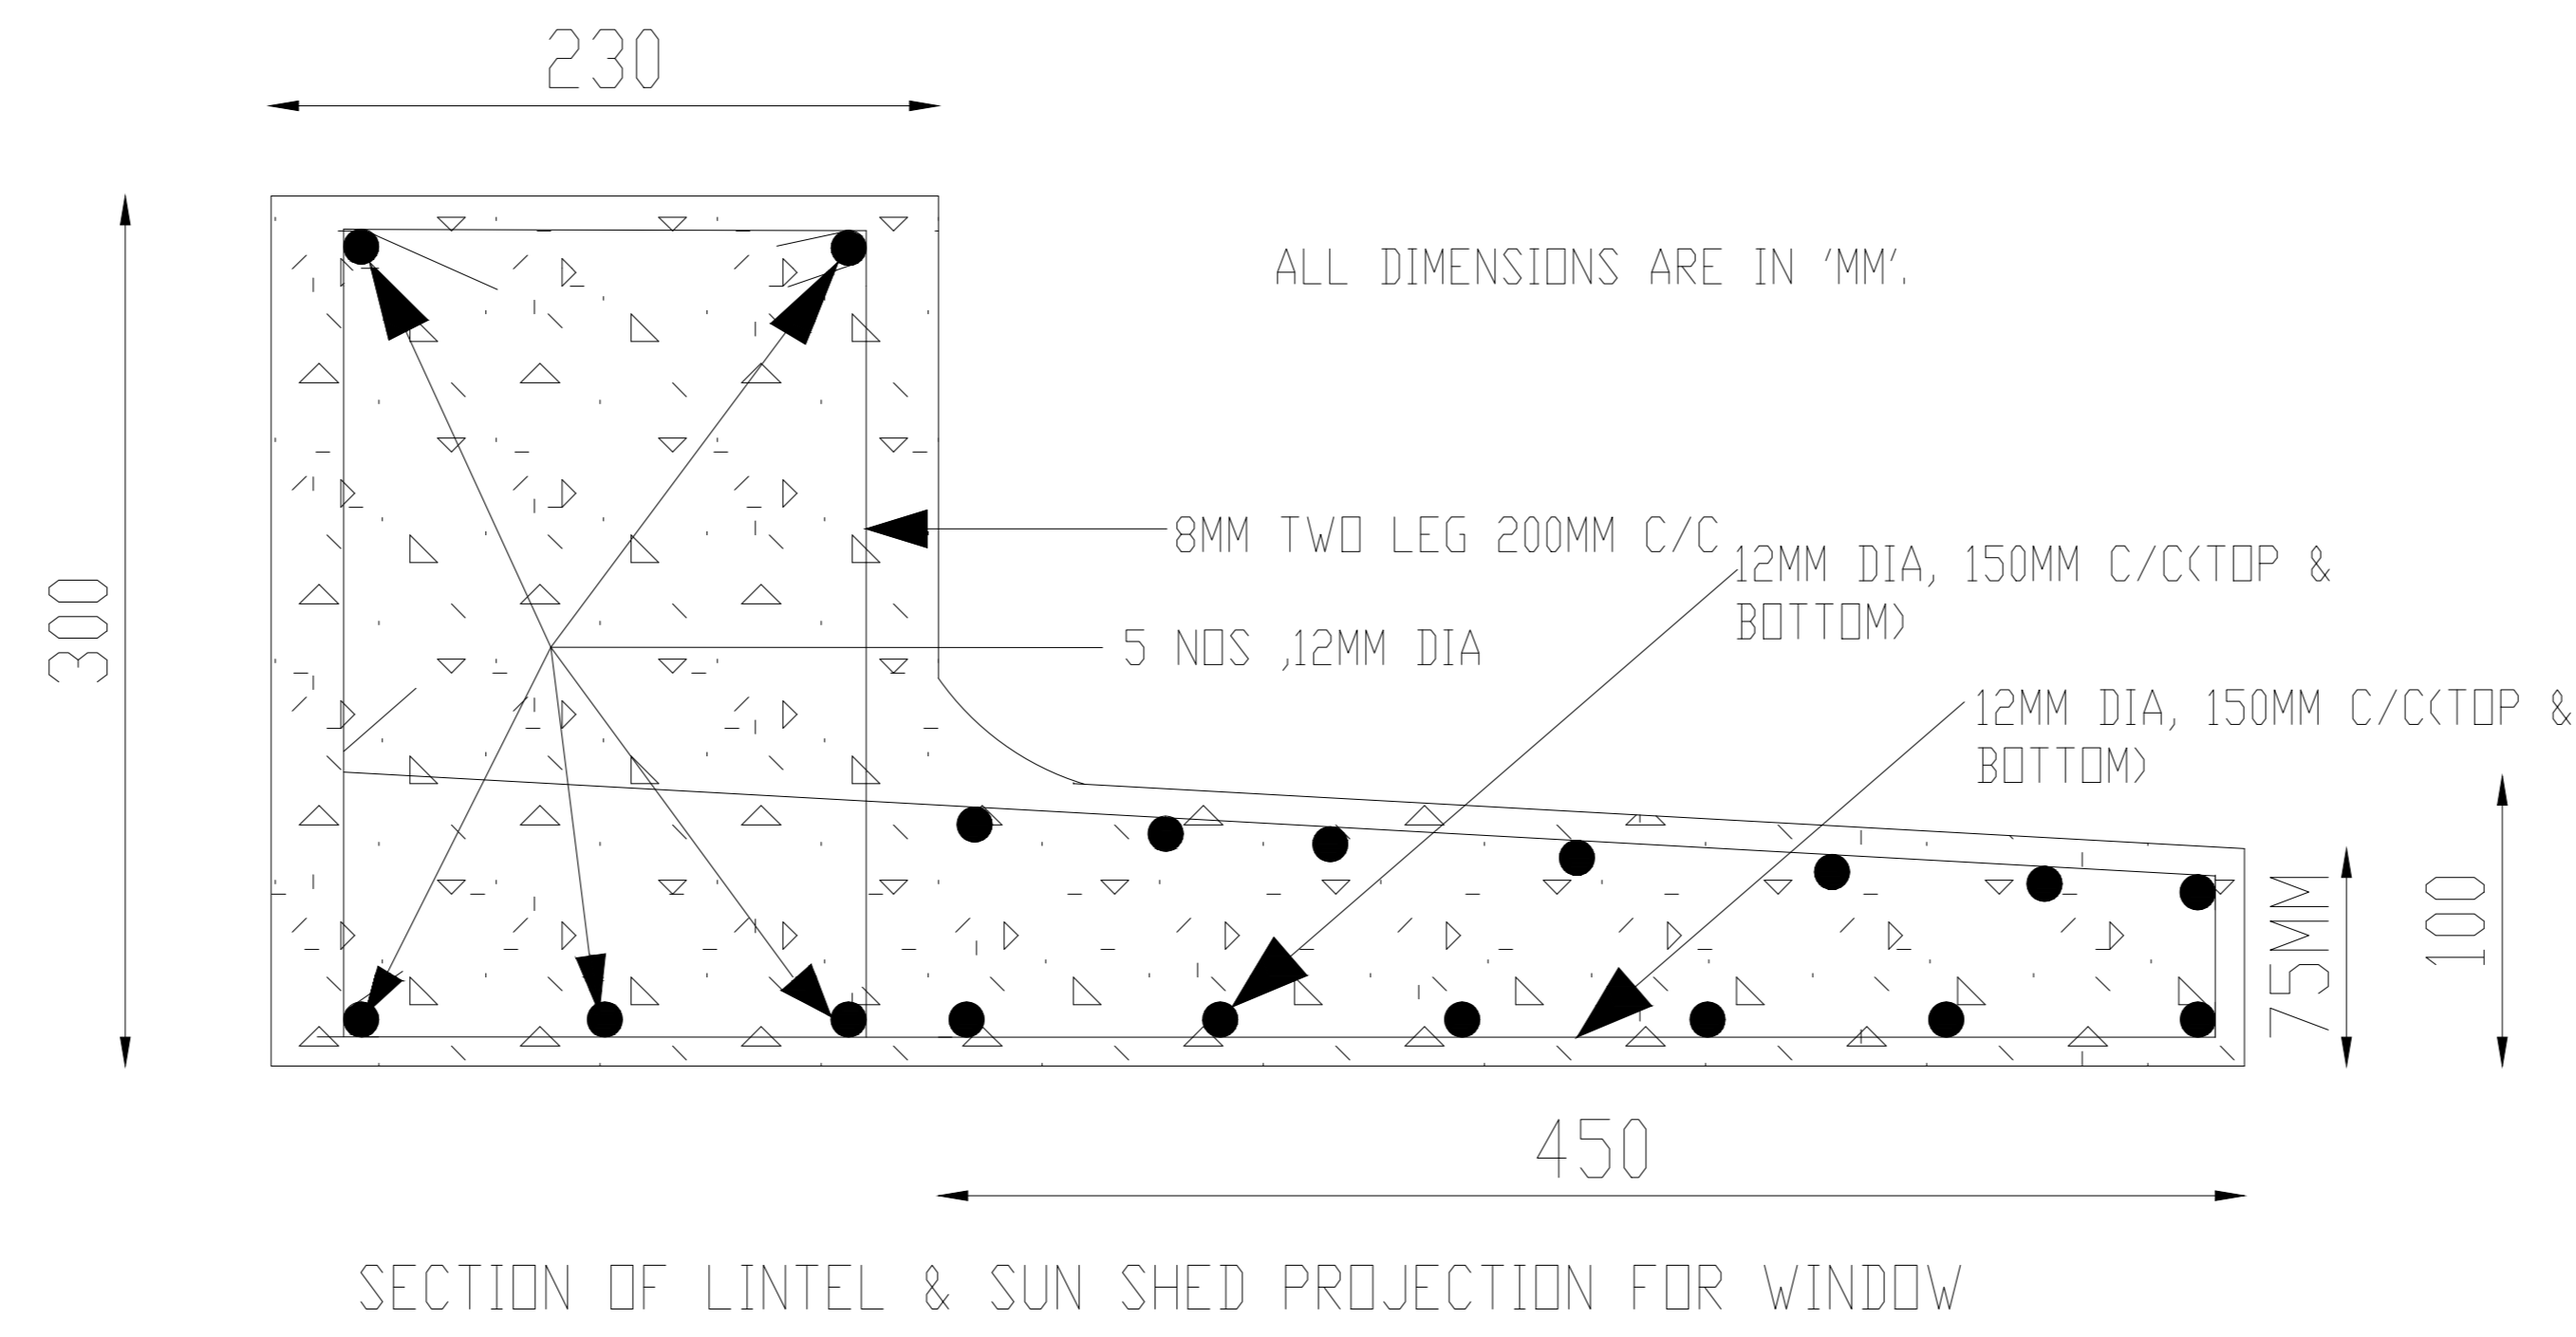 230
ALL DIMENSIONS ARE IN 'MM'.
300
8MM TWO LEG 200MM C/C
12MM DIA, 150MM C/C(TOP &
BOTTOM)
5 NOS ,12MM DIA
12MM DIA, 150MM C/C(TOP &
BOTTOM)
75MM
100
450
SECTION OF LINTEL & SUN SHED PROJECTION FOR WINDOW